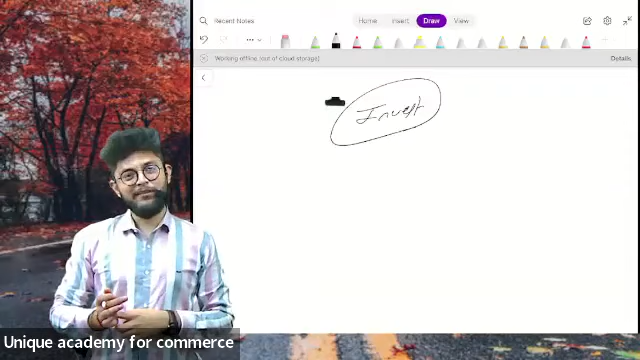 Recent Notes
Home Insert Draw View
Working offline (out of cloud storage)
Details
Invest
Unique academy for commerce